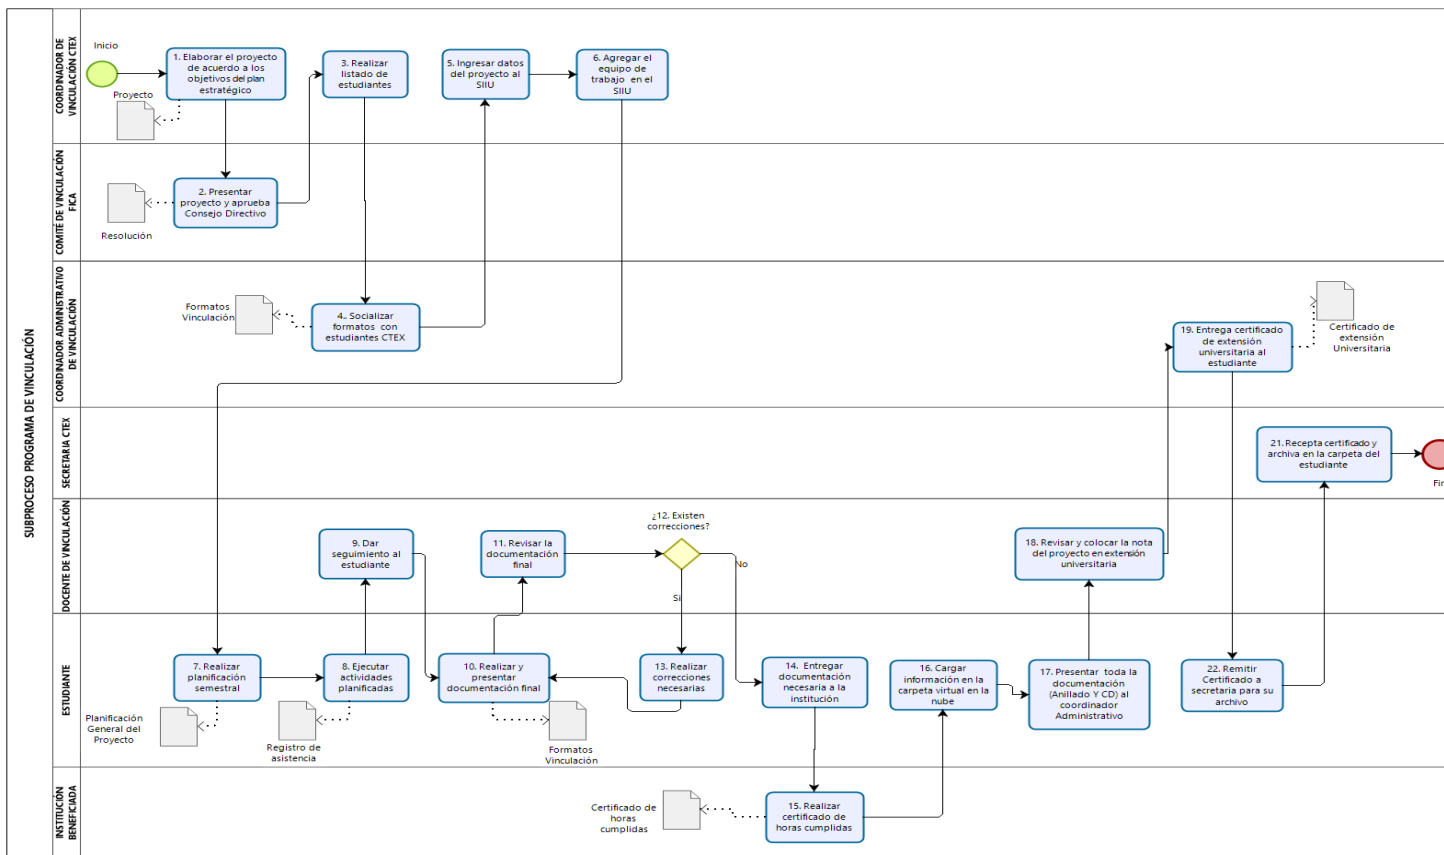 SUBPROCESO PROGRAMA DE VINCULACIÓN
COORDINADOR DE
VINCULACIÓN CTEX
Inicio
1. Elaborar el proyecto
de acuerdo a los
objetivos del plan
estratégico
Proyecto
3. Realizar
listado de
estudiantes
5. Ingresar datos
del proyecto al
SIIU
6. Agregar el
equipo de
trabajo en el
SIIU
COMITÉ DE VINCULACIÓN
FICA
2. Presentar
proyecto y aprueba
Consejo Directivo
Resolución
COORDINADOR ADMINISTRATIVO
DE VINCULACIÓN
Formatos
Vinculación
4.. Socializar
formatos con
estudiantes CTEX
19. Entrega certificado
de extensión
universitaria al
estudiante
Certificado de
extensión
Universitaria
SECRETARIA CTEX
21. Recepta certificado y
archiva en la carpeta del
estudiante
Fin
DOCENTE DE VINCULACIÓN
9. Dar
seguimiento al
estudiante
11. Revisar la
documentación
final
¿12. Existen
correcciones?
No
Si
18. Revisar y colocar la nota
del proyecto en extensión
universitaria
ESTUDIANTE
7. Realizar
planificación
semestral
Planificación
General del
Proyecto
8. Ejecutar
actividades
planificadas
Registro de
asistencia
10. Realizar y
presentar
documentación final
Formatos
Vinculación
13. Realizar
correcciones
necesarias
14. Entregar
documentación
necesaria a la
institución
16. Cargar
información en la
carpeta virtual en la
nube
17. Presentar toda la
documentación
(Anillado Y CD) al
coordinador
Administrativo
22. Remitir
Certificado a
secretaria para su
archivo
INSTITUCIÓN
BENEFICIADA
Certificado de
horas
cumplidas
15. Realizar
certificado de
horas cumplidas